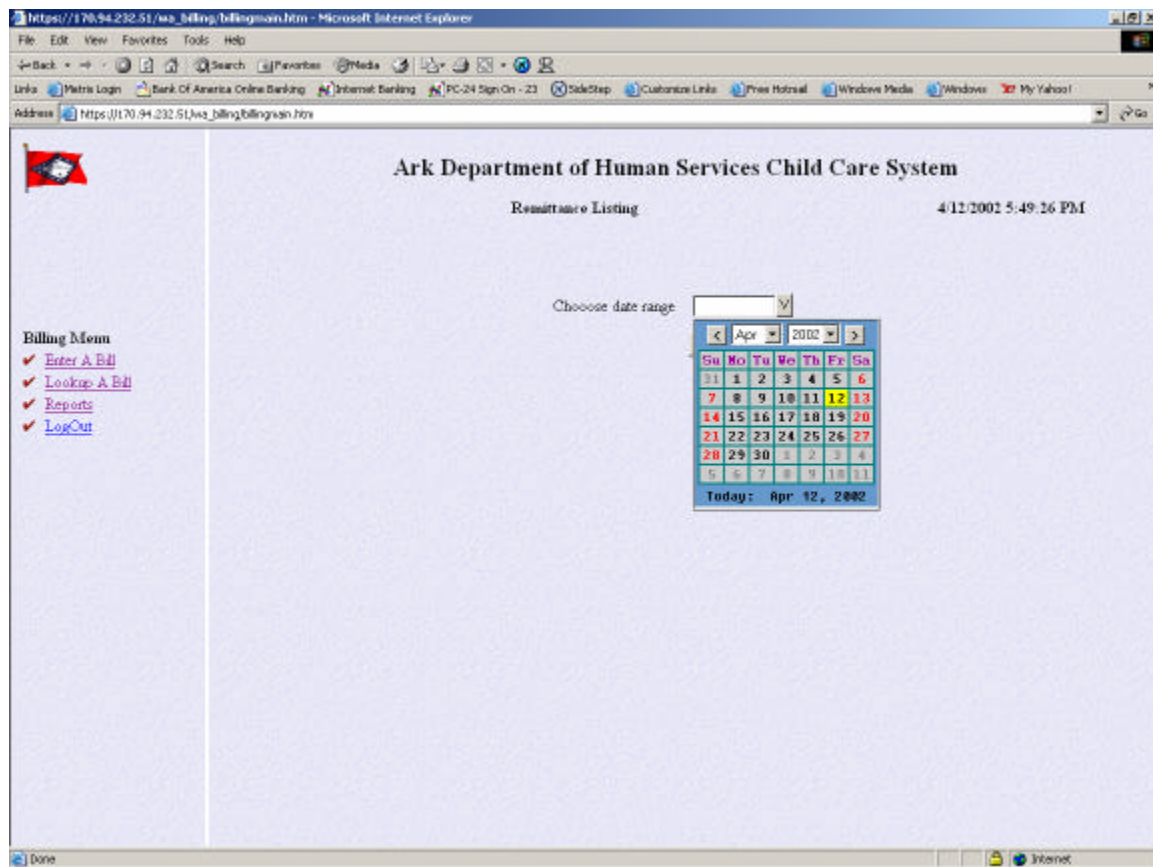 https://170.94.232.51/wa_billing/billingmain.htm - Microsoft Internet Explorer
File Edit View Favorites Tools Help
Back Search Favorites Media
Links Metris Login Bank Of America Online Banking Internet Banking PC-24 Sign On - 23 SideStep Customize Links Free Hotmail Windows Media Windows My Yahoo!
Address https://170.94.232.51/wa_billing/billingmain.htm Go
Ark Department of Human Services Child Care System
Remittance Listing 4/12/2002 5:49:26 PM
Chooose date range V
< Apr 2002 >
Su Mo Tu We Th Fr Sa
31 1 2 3 4 5 6
7 8 9 10 11 12 13
14 15 16 17 18 19 20
21 22 23 24 25 26 27
28 29 30 1 2 3 4
5 6 7 8 9 10 11
Today: Apr 12, 2002
Billing Menu
Enter A Bill
Lookup A Bill
Reports
LogOut
Done Internet